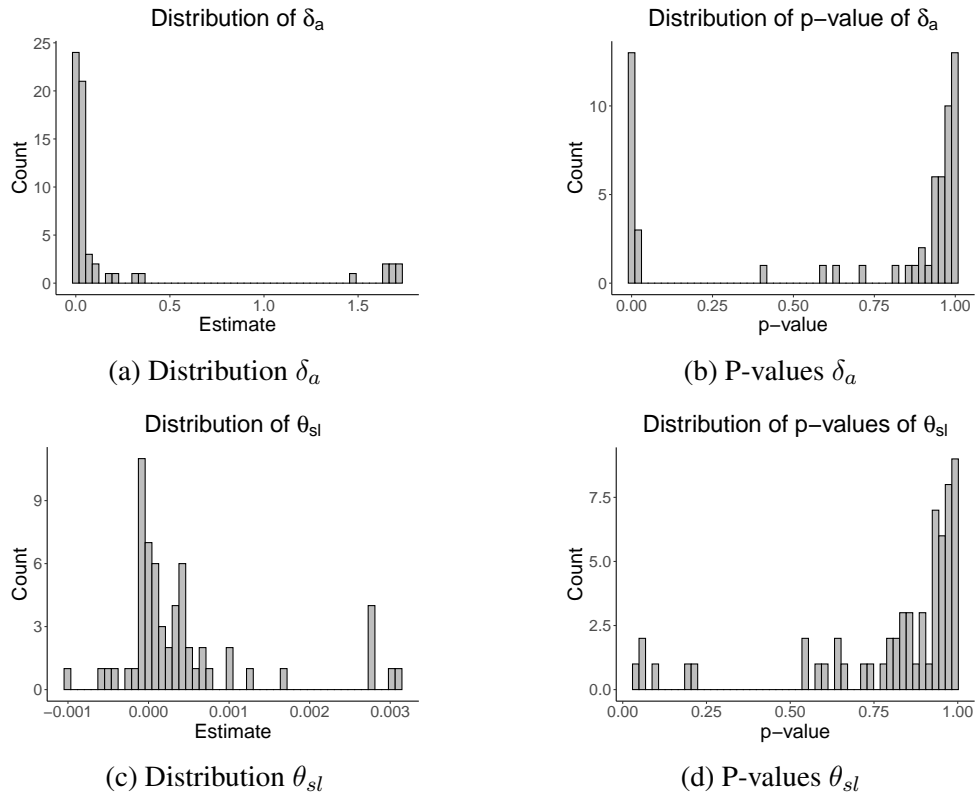 Distribution of δa
Count
25
20
15
10
5
0
0.0 0.5 1.0 1.5
Estimate
(a) Distribution δa
Distribution of p−value of δa
Count
10
5
0
0.00 0.25 0.50 0.75 1.00
p−value
(b) P-values δa
Distribution of θsl
Count
9
6
3
0
−0.001 0.000 0.001 0.002 0.003
Estimate
(c) Distribution θsl
Distribution of p−values of θsl
Count
7.5
5.0
2.5
0.0
0.00 0.25 0.50 0.75 1.00
p−value
(d) P-values θsl